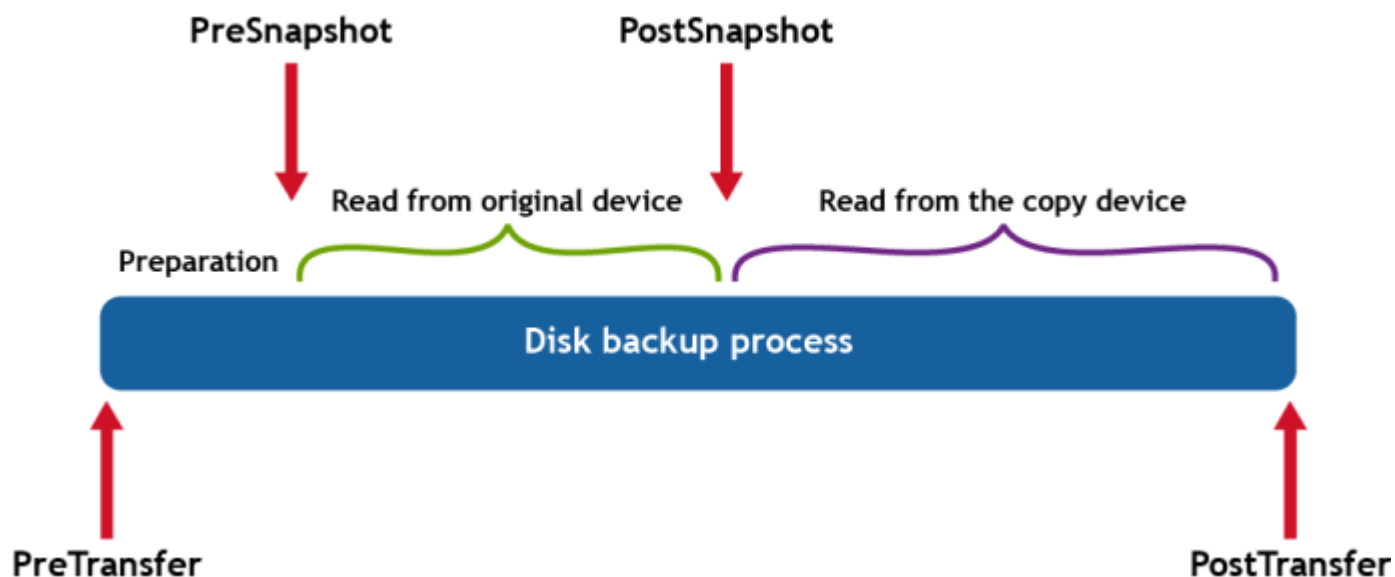 PreSnapshot
PostSnapshot
Read from original device
Read from the copy device
Preparation
Disk backup process
PreTransfer
PostTransfer